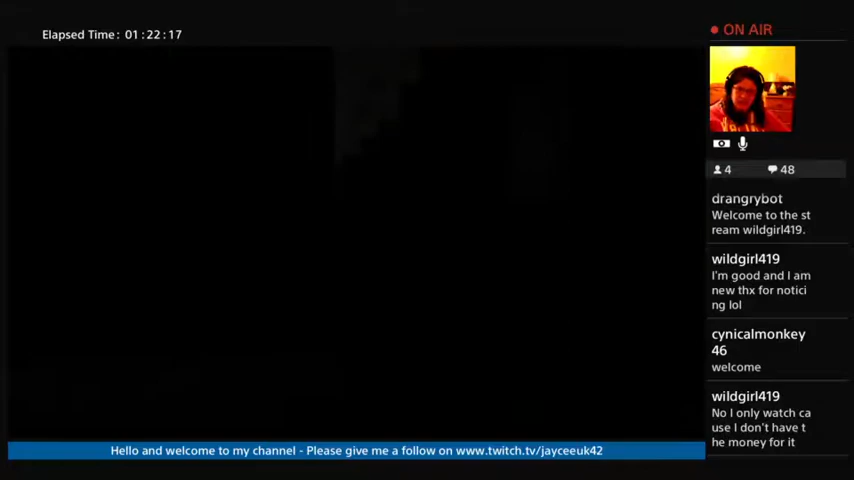 Elapsed Time: 01:22:17
ON AIR
4 48
drangrybot
Welcome to the st
ream wildgirl419.
wildgirl419
I'm good and I am
new thx for notici
ng lol
cynicalmonkey
46
welcome
wildgirl419
No I only watch ca
use I don't have t
he money for it
Hello and welcome to my channel - Please give me a follow on www.twitch.tv/jayceeuk42